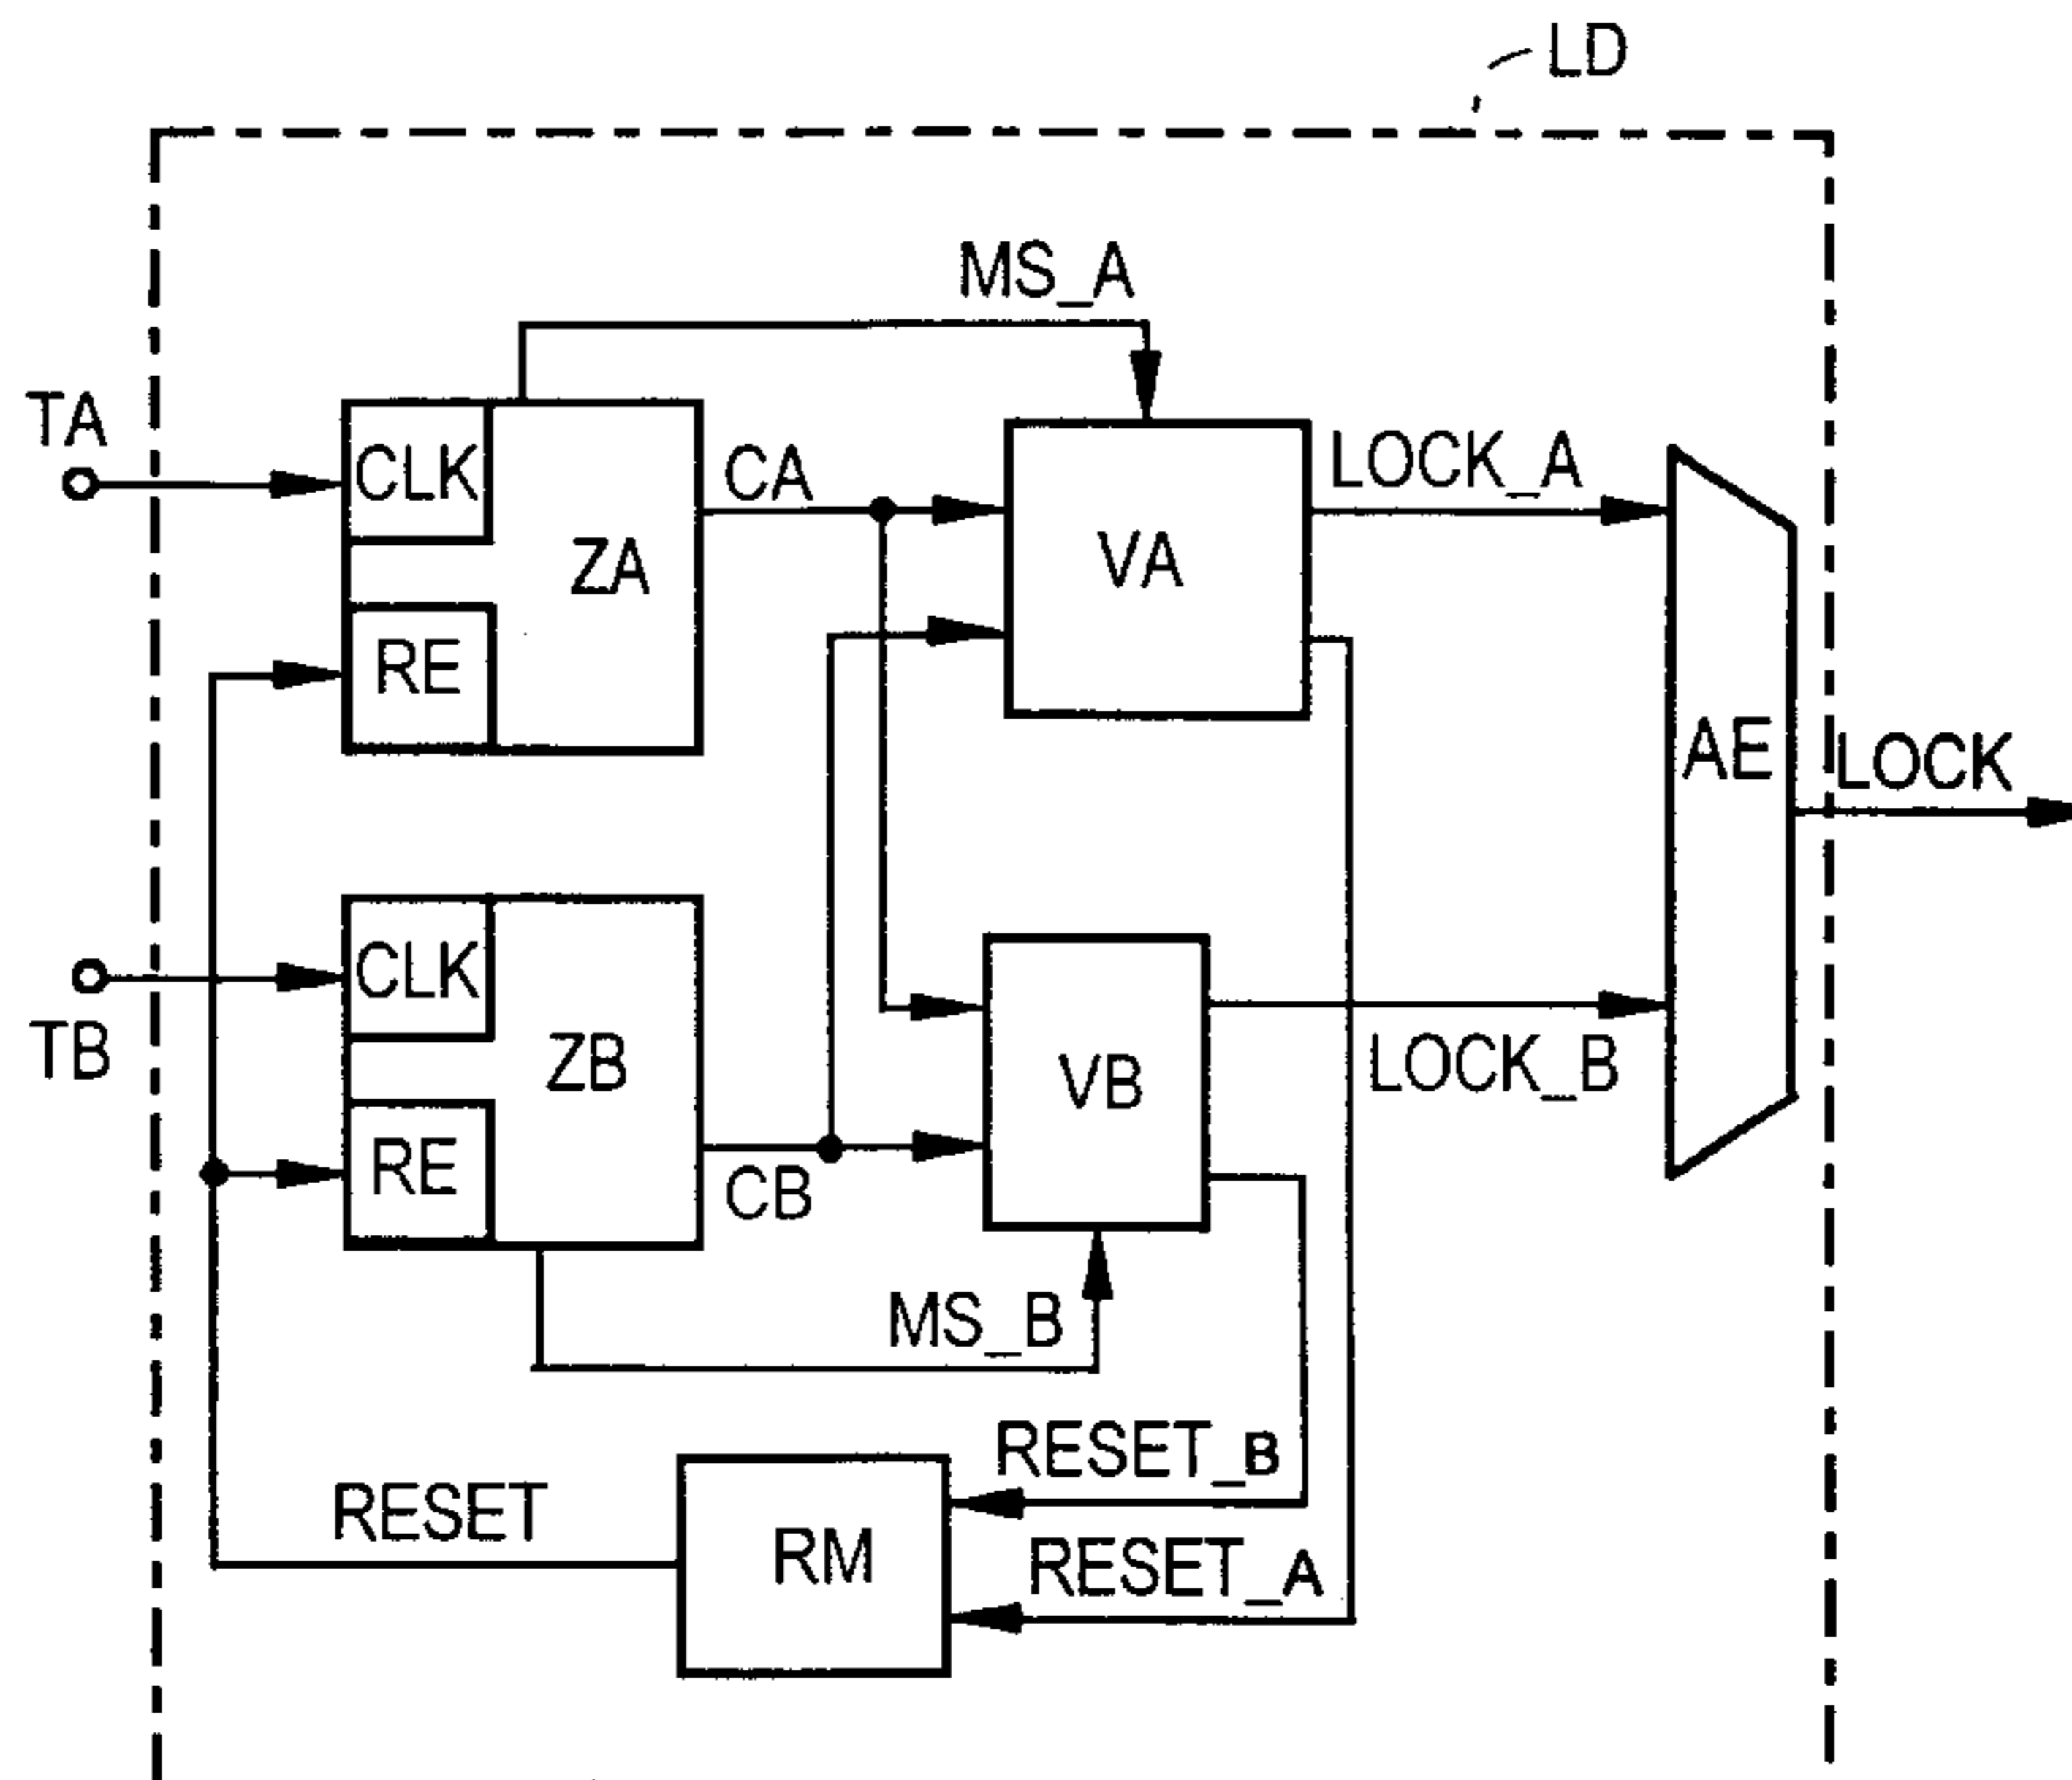 LD
MS_A
TA
CLK
CA
LOCK_A
ZA
VA
RE
AE
LOCK
CLK
TB
ZB
VB
LOCK_B
RE
CB
MS_B
RESET_B
RESET
RM
RESET_A